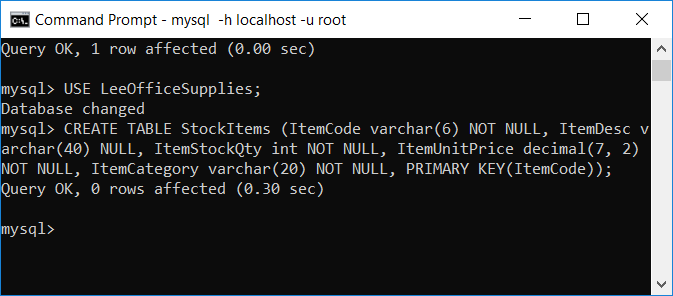 Command Prompt - mysql  -h localhost -u root
Query OK, 1 row affected (0.00 sec)
mysql> USE LeeOfficeSupplies;
Database changed
mysql> CREATE TABLE StockItems (ItemCode varchar(6) NOT NULL, ItemDesc v
archar(40) NULL, ItemStockQty int NOT NULL, ItemUnitPrice decimal(7, 2)
NOT NULL, ItemCategory varchar(20) NOT NULL, PRIMARY KEY(ItemCode));
Query OK, 0 rows affected (0.30 sec)
mysql>